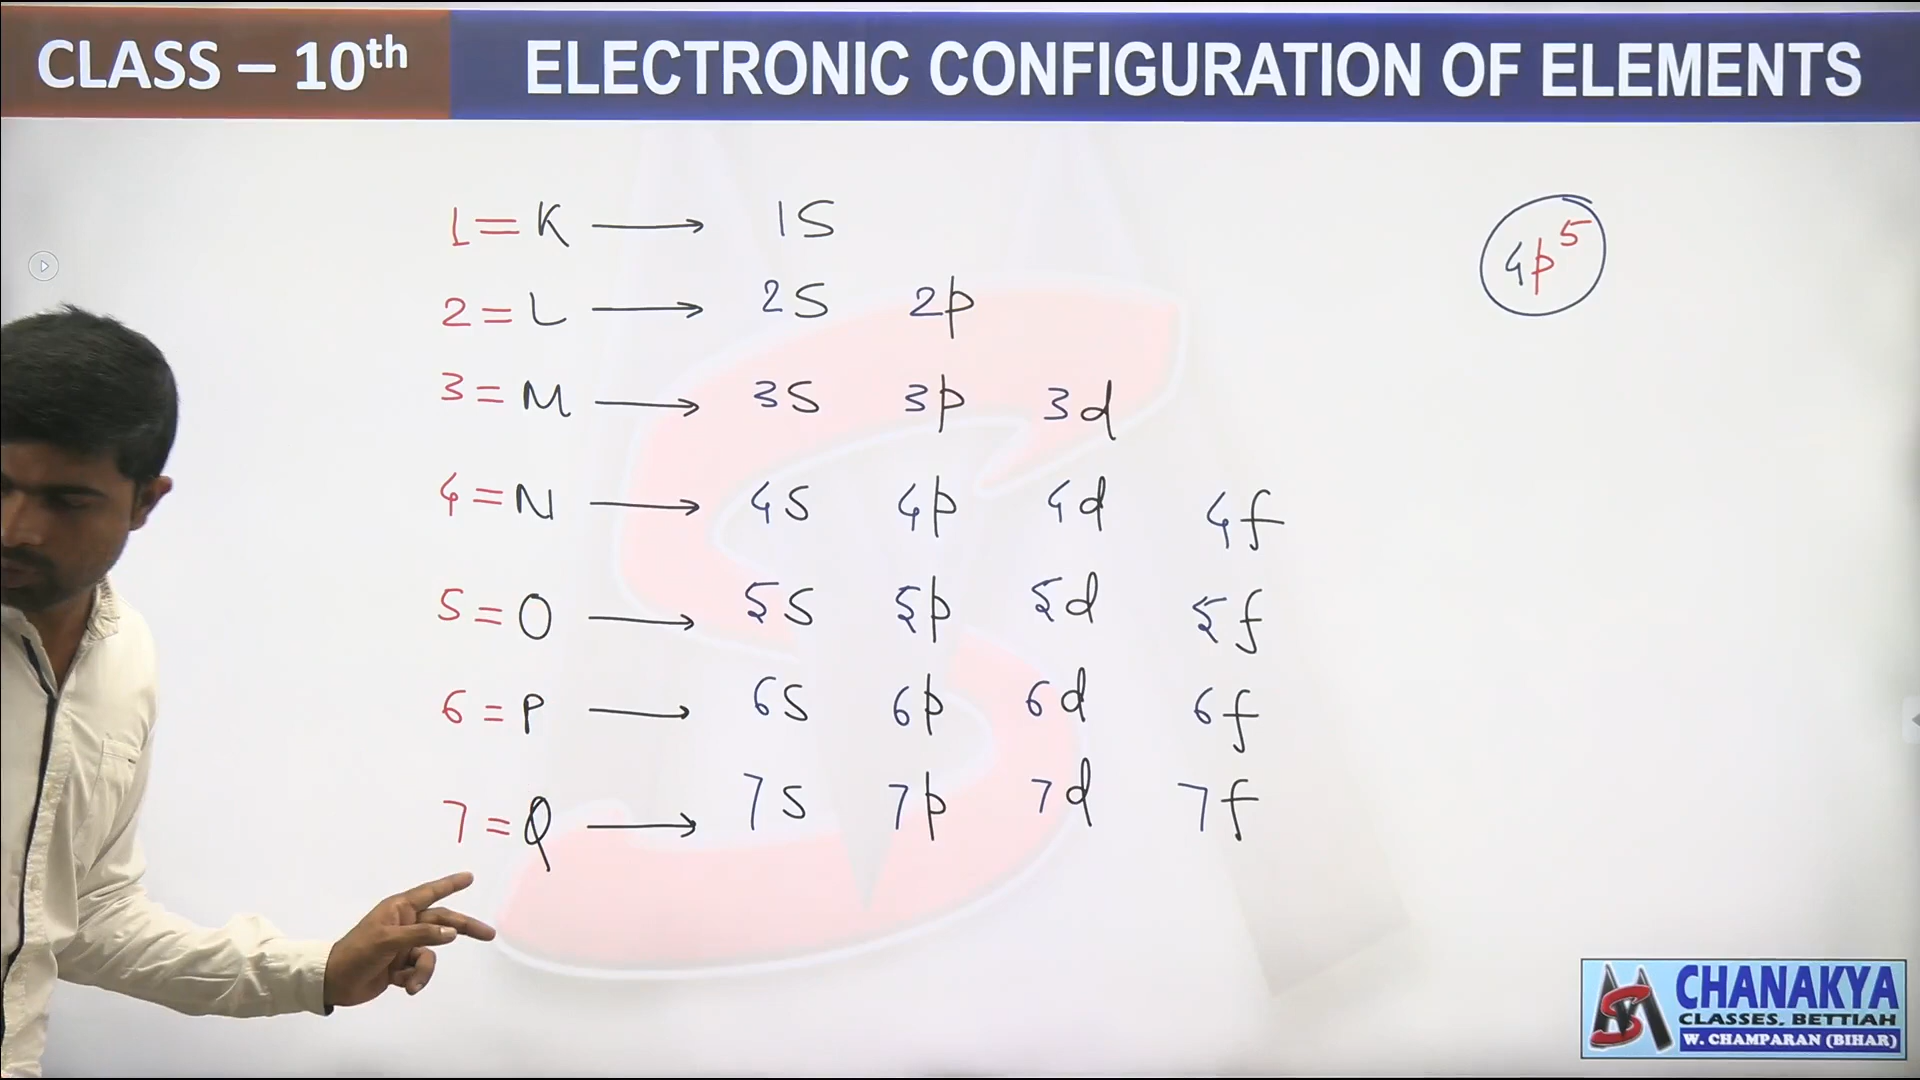 CLASS – 10th
ELECTRONIC CONFIGURATION OF ELEMENTS
1 = K ⟶ 1S
4p⁵
2 = L ⟶ 2S 2p
3 = M ⟶ 3S 3p 3d
4 = N ⟶ 4S 4p 4d 4f
5 = O ⟶ 5S 5p 5d 5f
6 = P ⟶ 6S 6p 6d 6f
7 = Q ⟶ 7S 7p 7d 7f
CHANAKYA
CLASSES, BETTIAH
W. CHAMPARAN (BIHAR)